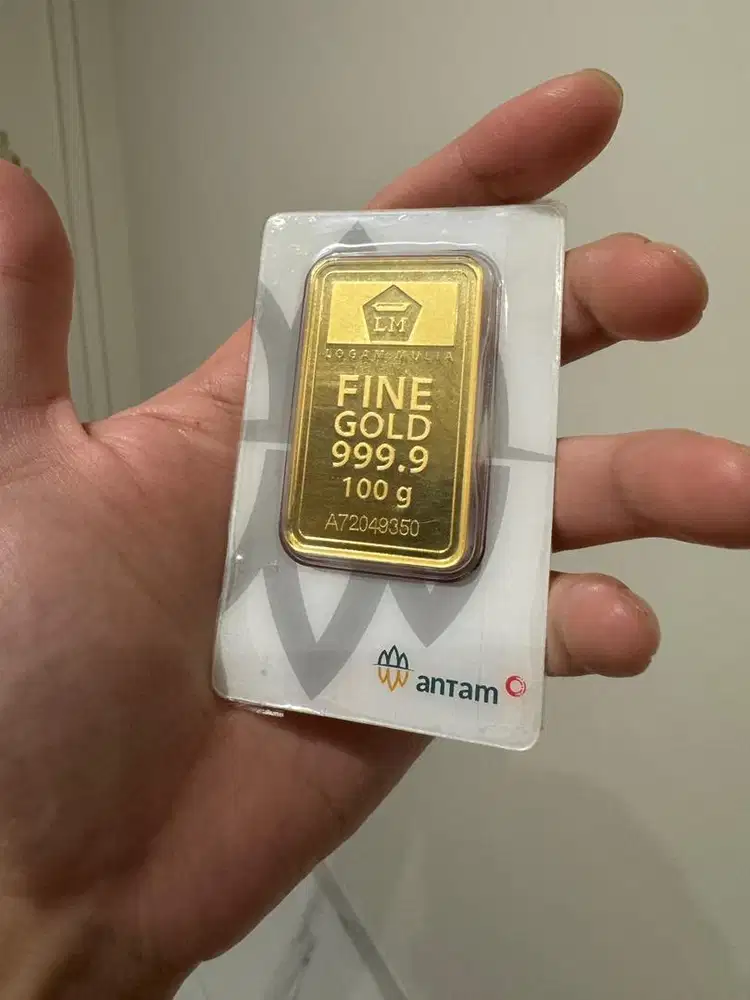 LM
LOGAM MULIA
FINE
GOLD
999.9
100 g
A72049350
anTam